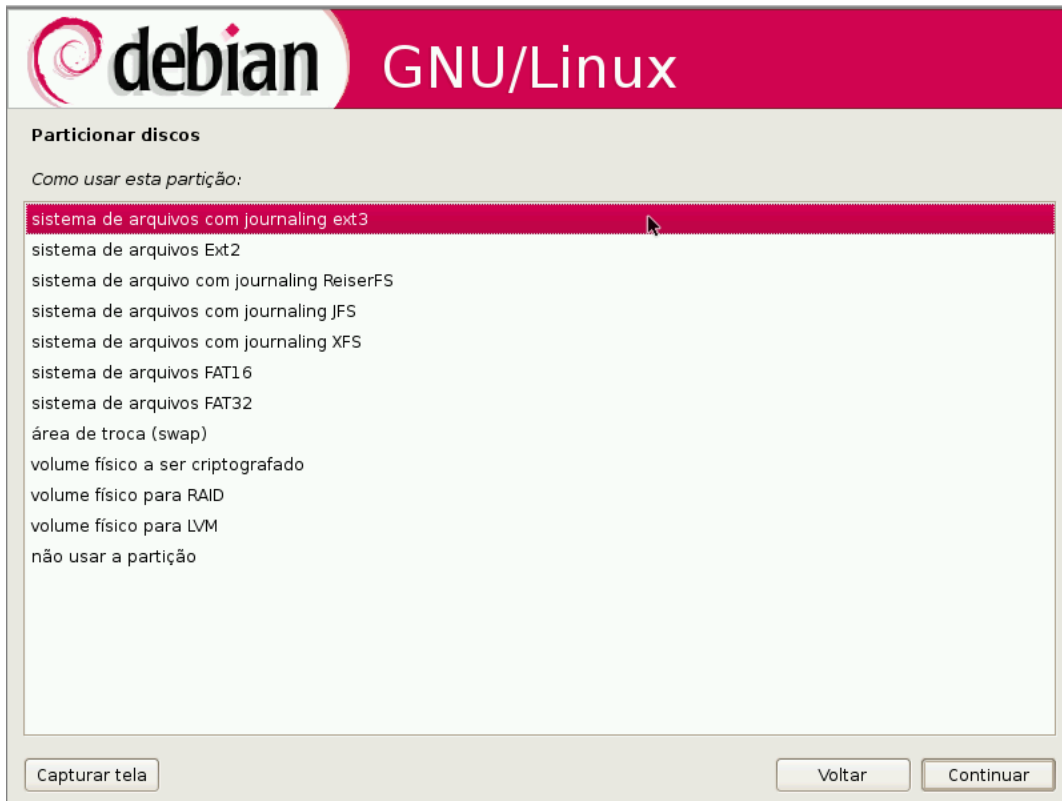 debian GNU/Linux
Particionar discos
Como usar esta partição:
sistema de arquivos com journaling ext3
sistema de arquivos Ext2
sistema de arquivo com journaling ReiserFS
sistema de arquivos com journaling JFS
sistema de arquivos com journaling XFS
sistema de arquivos FAT16
sistema de arquivos FAT32
área de troca (swap)
volume físico a ser criptografado
volume físico para RAID
volume físico para LVM
não usar a partição
Capturar tela Voltar Continuar